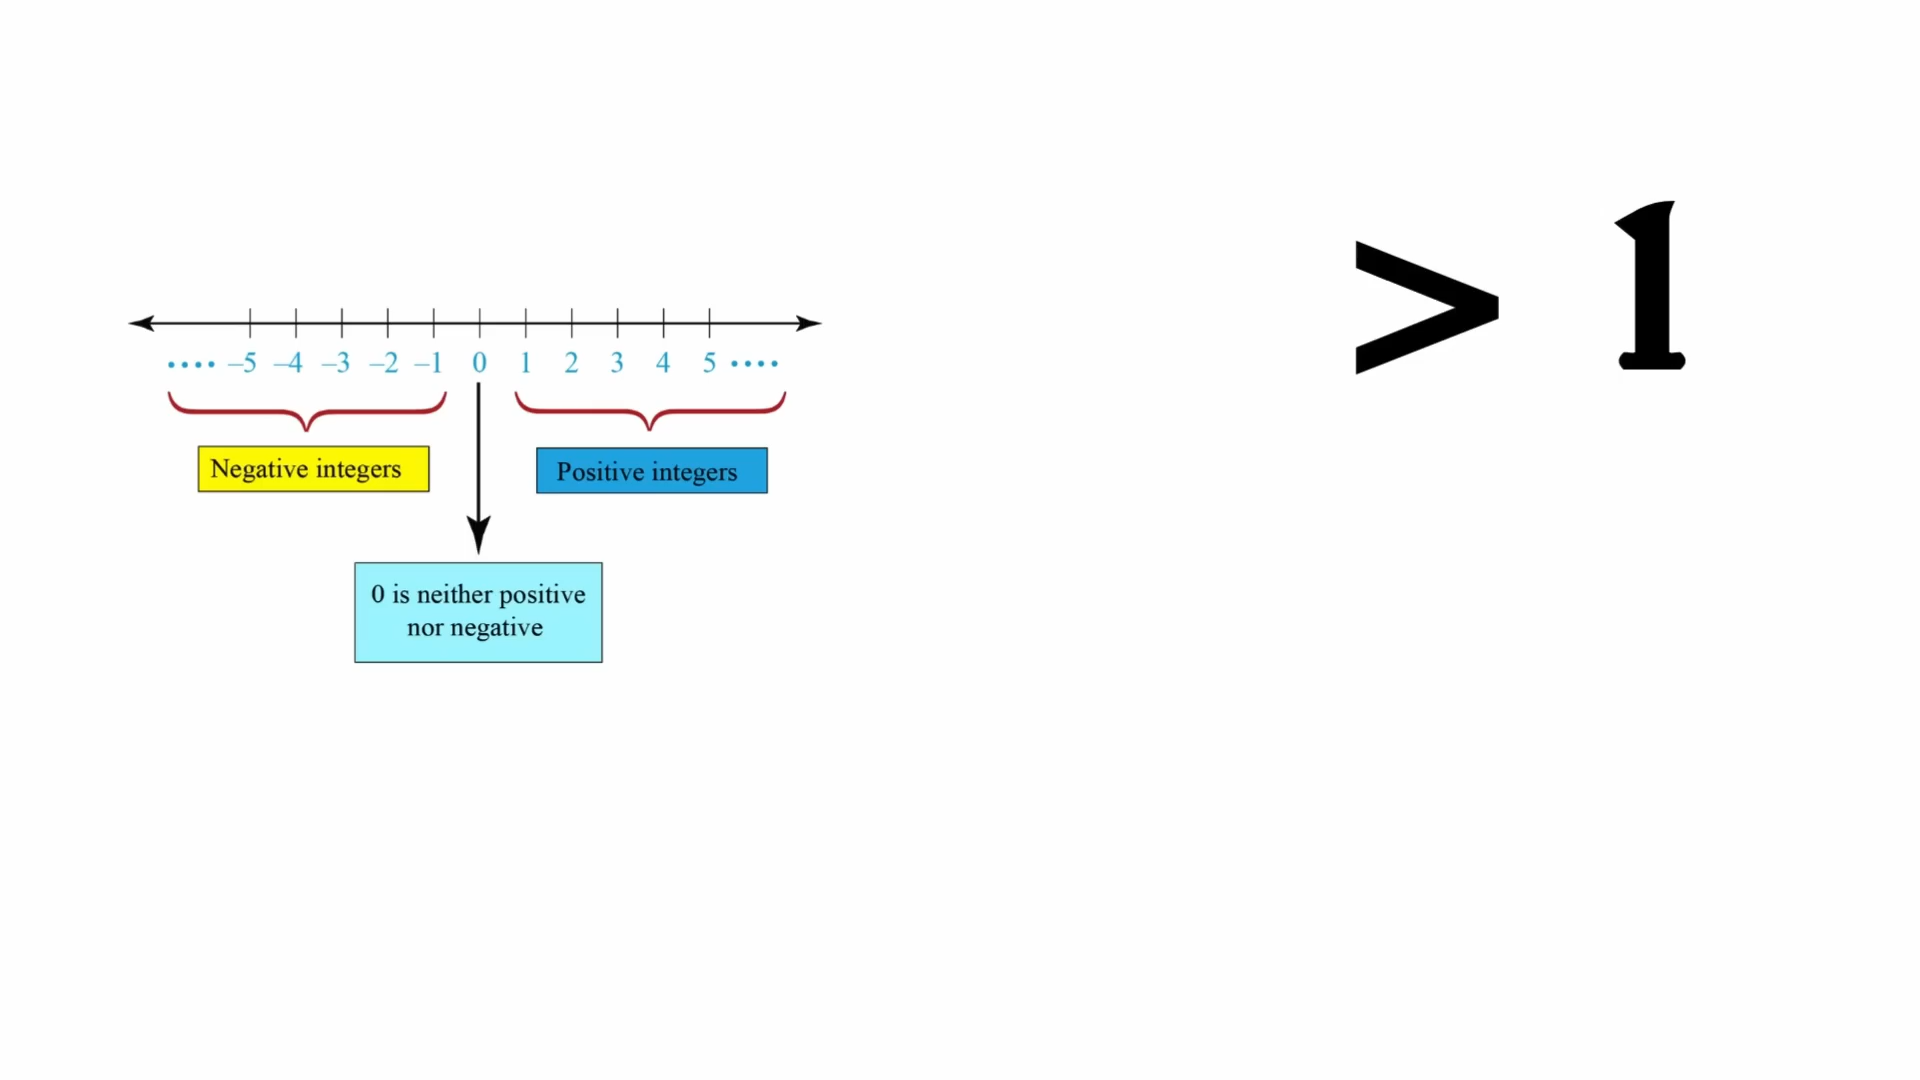 > 1
•••• –5 –4 –3 –2 –1 0 1 2 3 4 5 ••••
Negative integers
Positive integers
0 is neither positive
nor negative